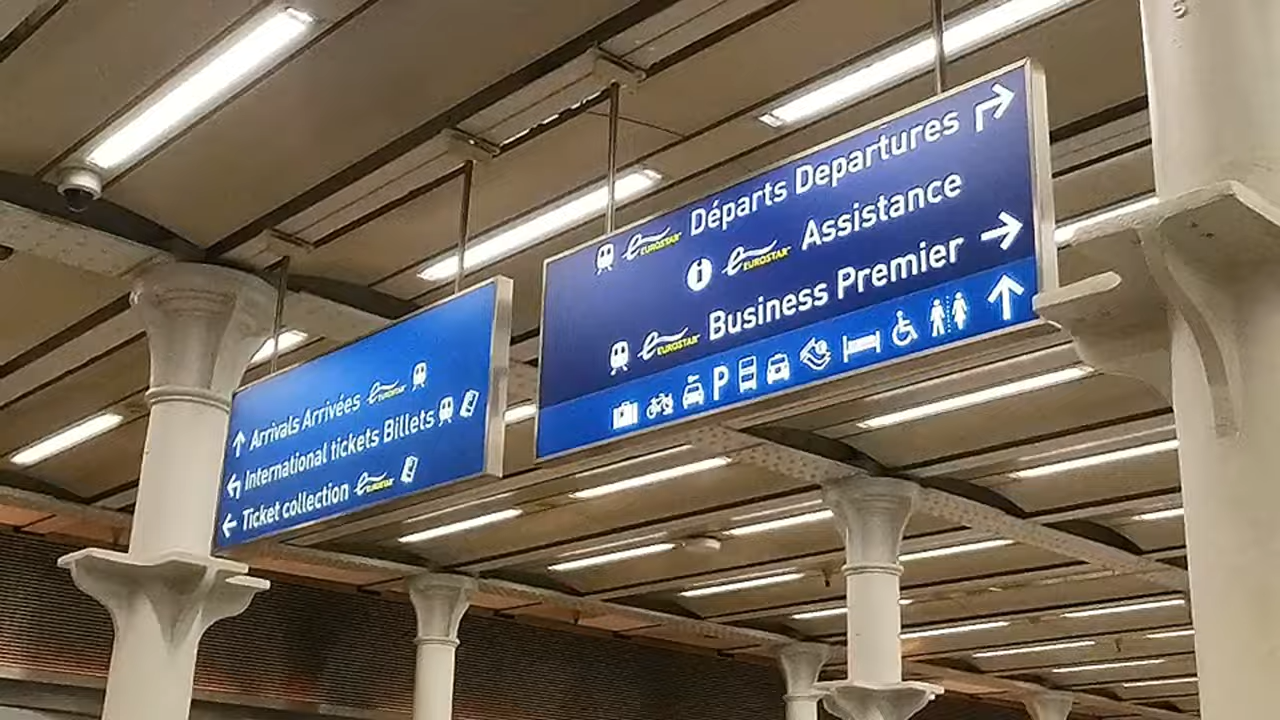 Arrivals Arrivées EUROSTAR
International tickets Billets
Ticket collection EUROSTAR
EUROSTAR Départs Departures
i EUROSTAR Assistance
EUROSTAR Business Premier
P